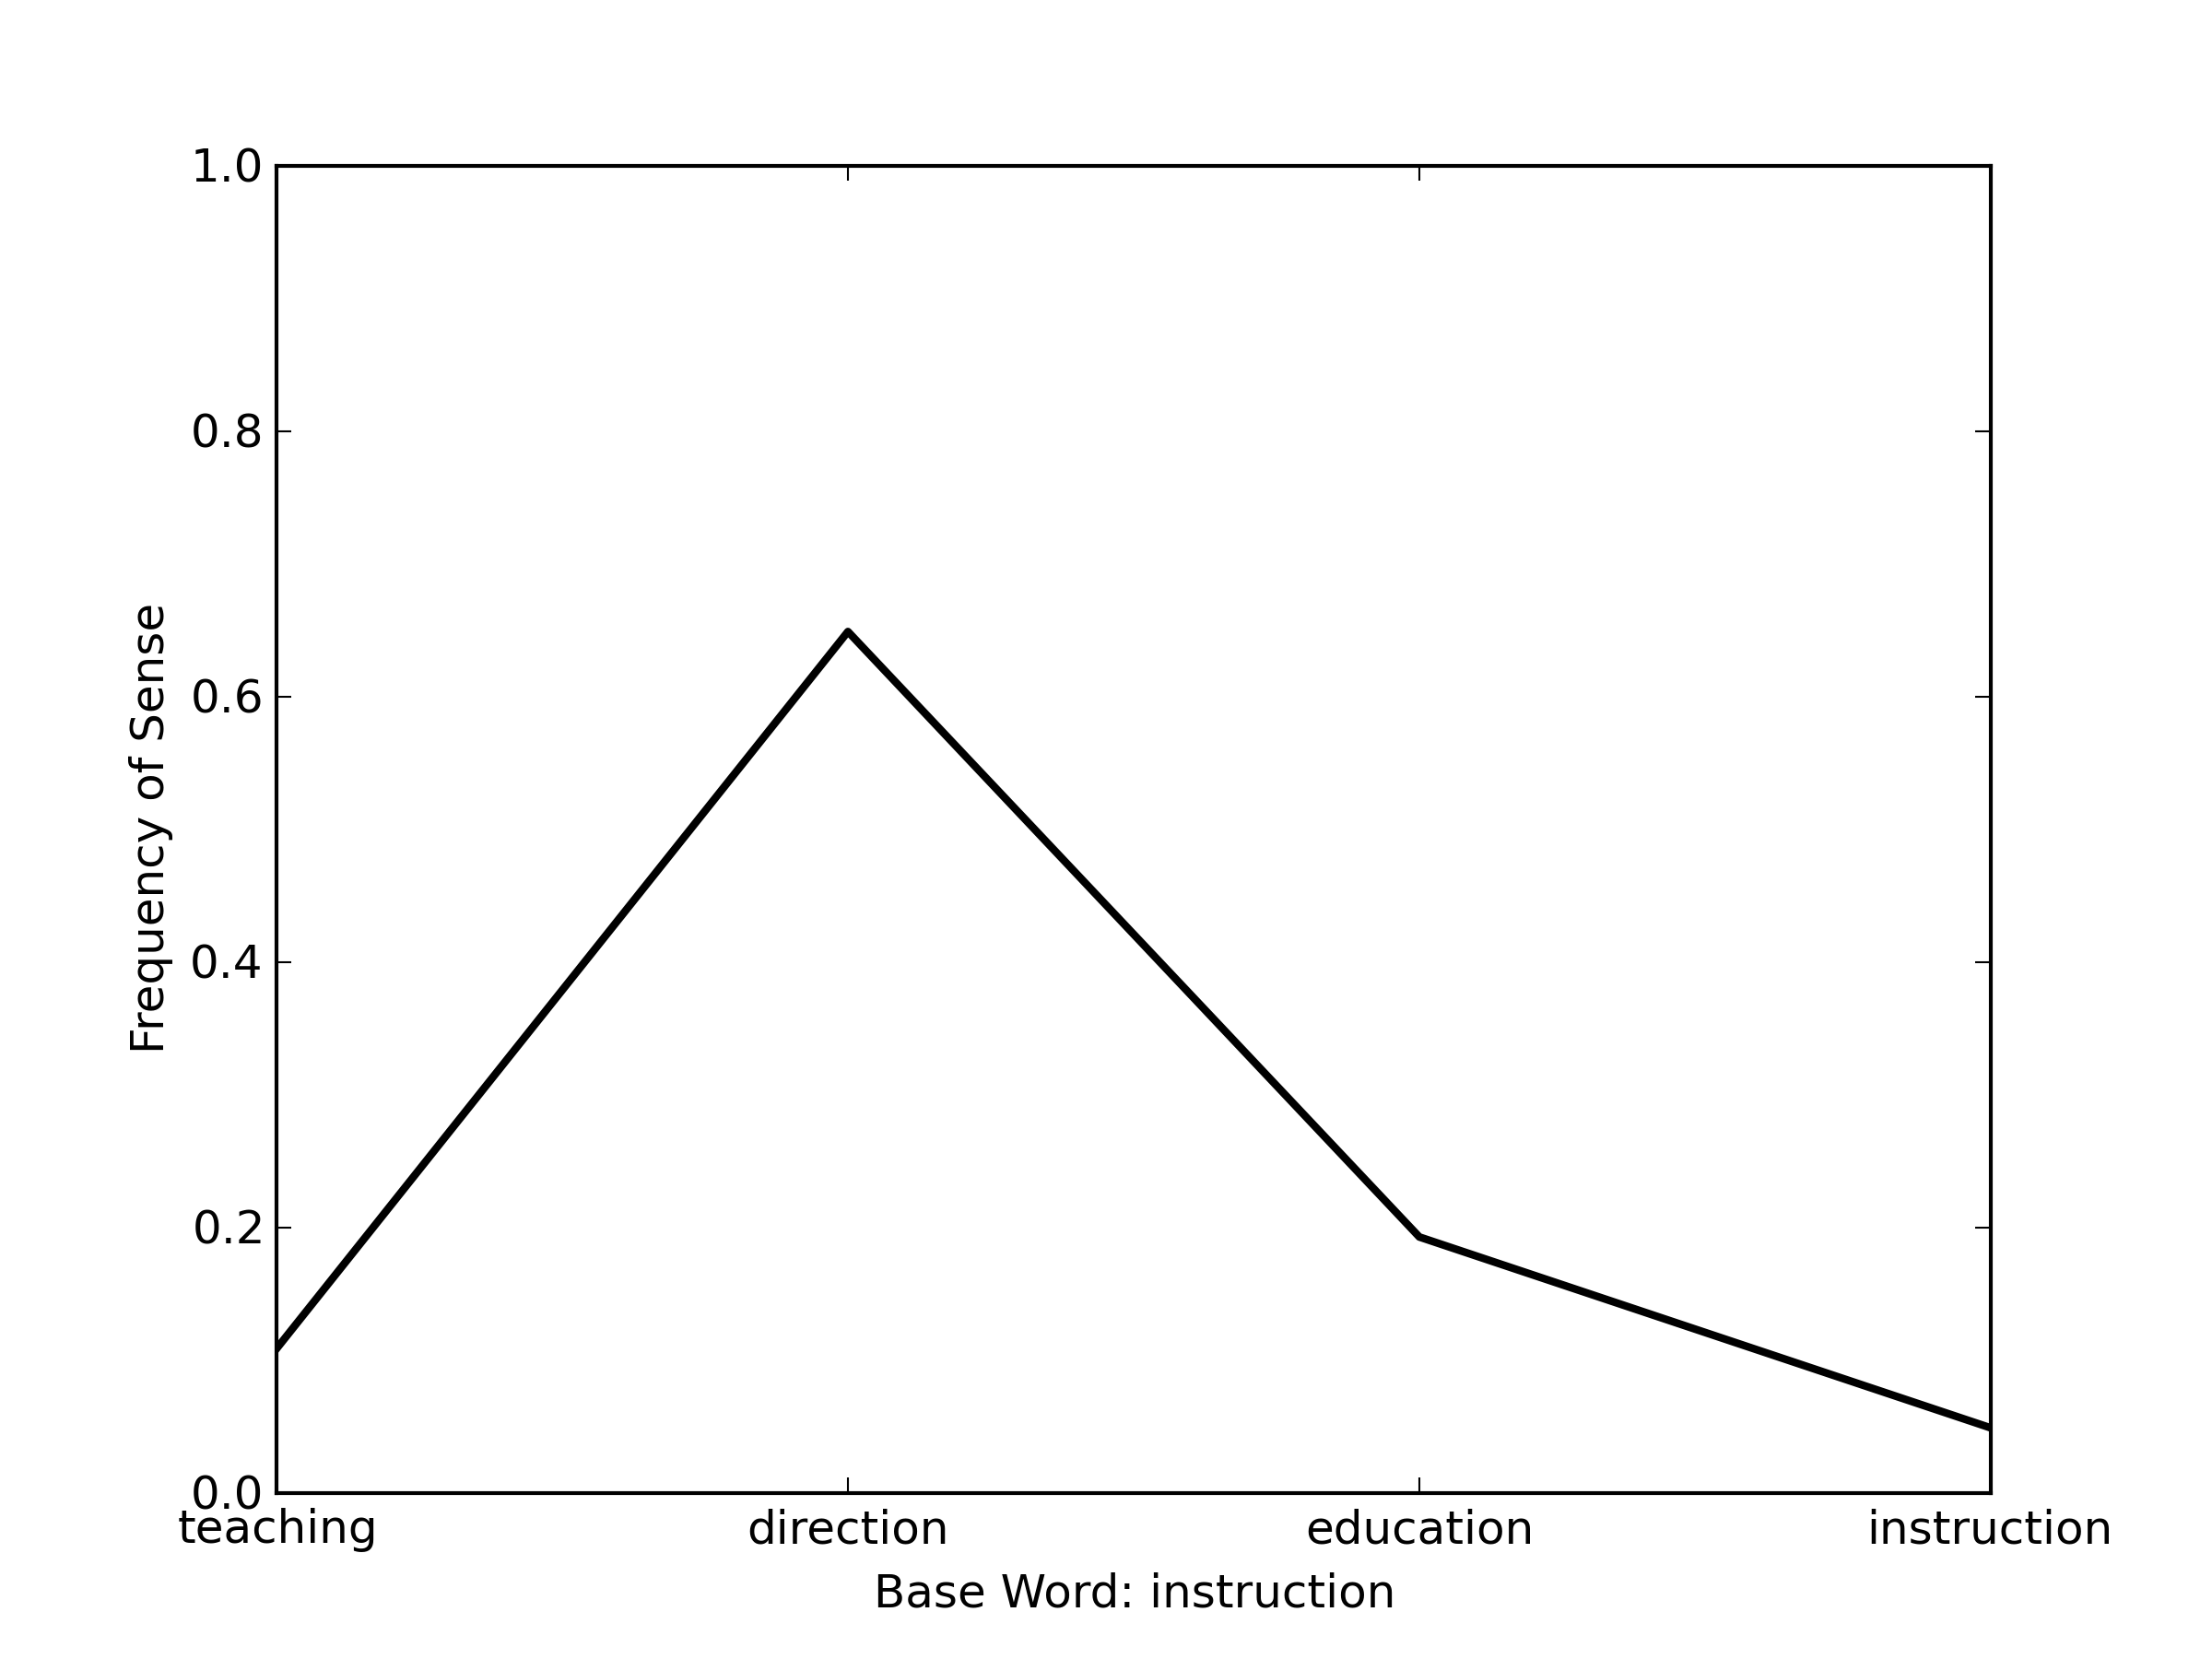 1.0
0.8
0.6
0.4
0.2
0.0
Frequency of Sense
teaching direction education instruction
Base Word: instruction